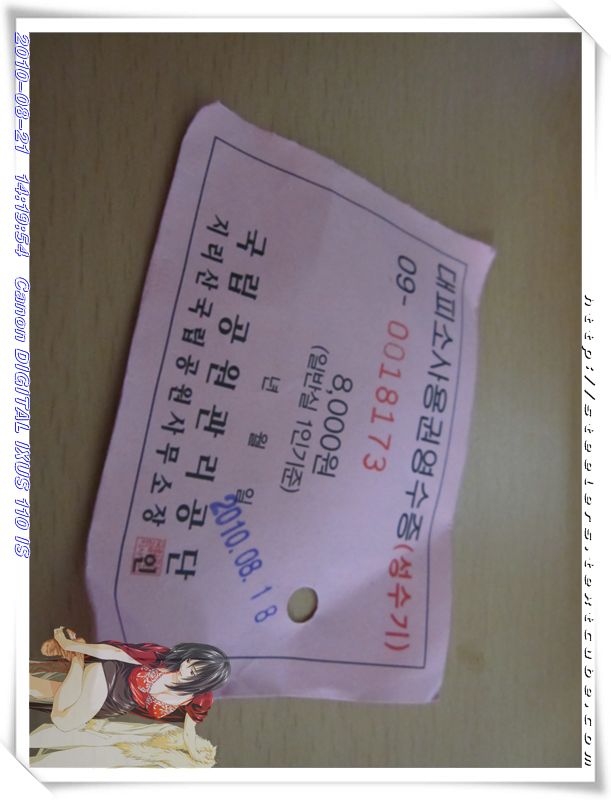 2010-08-21 14:19:54 Canon DIGITAL IXUS 110 IS
대피소사용권영수증(성수기)
09- 0018173
8,000원
(일반실 1인기준)
년 월 일
2010.08.18
국립공원관리공단
지리산국립공원사무소장 인
http://steelers.textcube.com